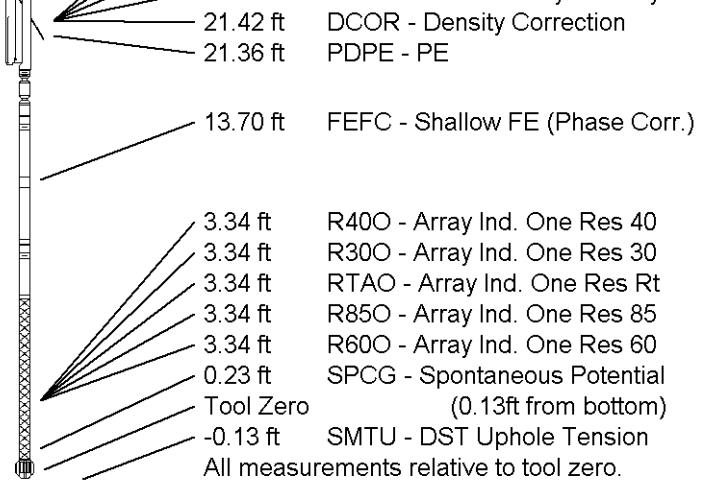 21.42 ft DCOR - Density Correction
21.36 ft PDPE - PE
13.70 ft FEFC - Shallow FE (Phase Corr.)
3.34 ft R40O - Array Ind. One Res 40
3.34 ft R30O - Array Ind. One Res 30
3.34 ft RTAO - Array Ind. One Res Rt
3.34 ft R85O - Array Ind. One Res 85
3.34 ft R60O - Array Ind. One Res 60
0.23 ft SPCG - Spontaneous Potential
Tool Zero (0.13ft from bottom)
-0.13 ft SMTU - DST Uphole Tension
All measurements relative to tool zero.